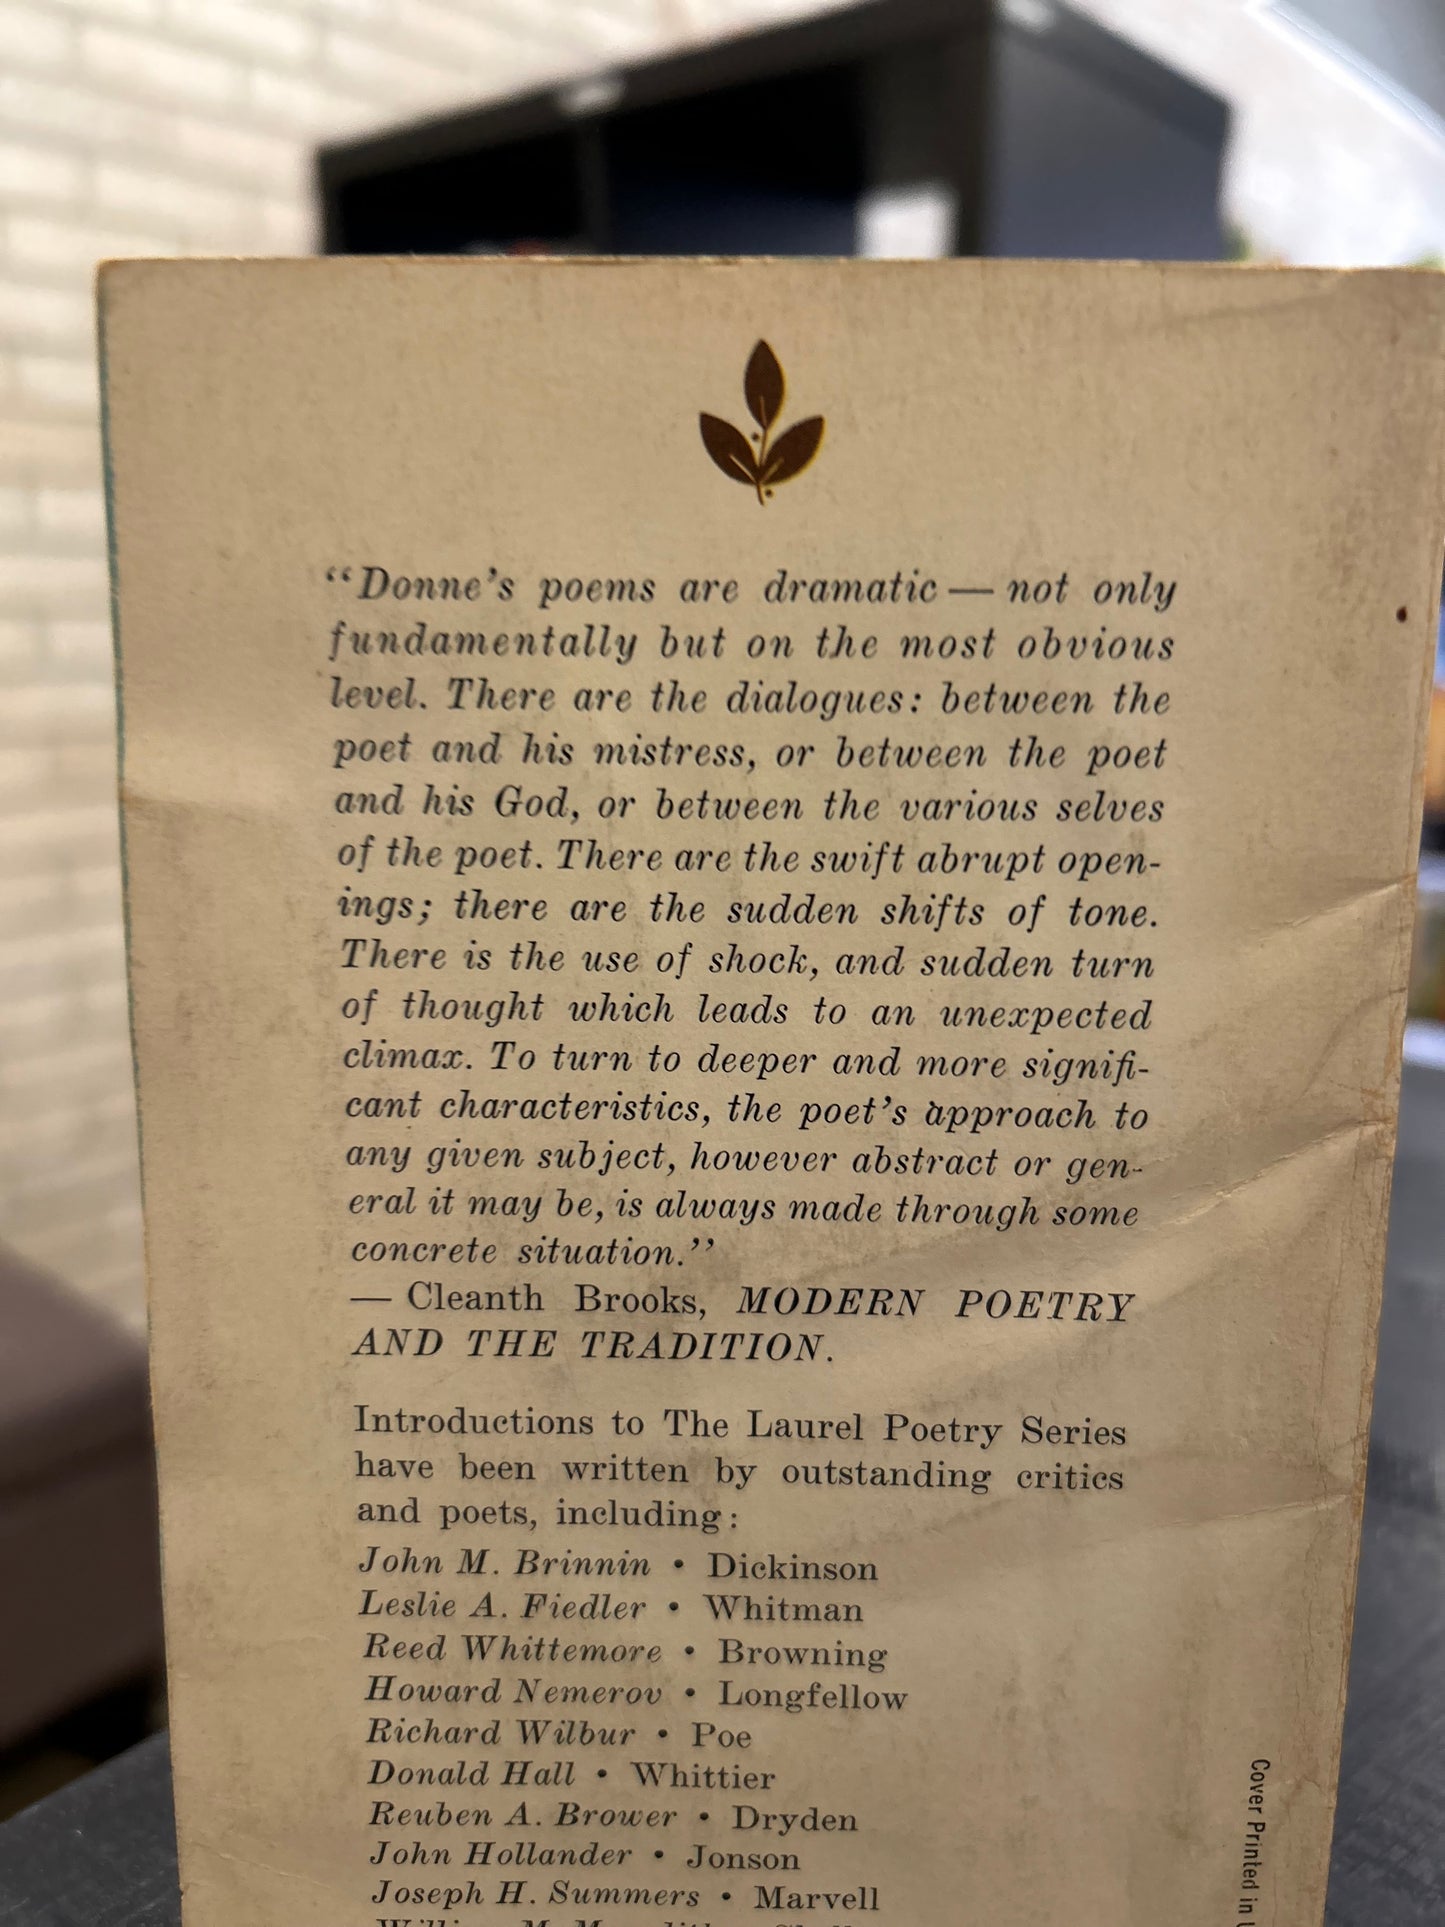 “Donne’s poems are dramatic — not only
fundamentally but on the most obvious
level. There are the dialogues: between the
poet and his mistress, or between the poet
and his God, or between the various selves
of the poet. There are the swift abrupt open-
ings; there are the sudden shifts of tone.
There is the use of shock, and sudden turn
of thought which leads to an unexpected
climax. To turn to deeper and more signifi-
cant characteristics, the poet’s approach to
any given subject, however abstract or gen-
eral it may be, is always made through some
concrete situation.”
— Cleanth Brooks, MODERN POETRY
AND THE TRADITION.
Introductions to The Laurel Poetry Series
have been written by outstanding critics
and poets, including:
John M. Brinnin • Dickinson
Leslie A. Fiedler • Whitman
Reed Whittemore • Browning
Howard Nemerov • Longfellow
Richard Wilbur • Poe
Donald Hall • Whittier
Reuben A. Brower • Dryden
John Hollander • Jonson
Joseph H. Summers • Marvell
Cover Printed in